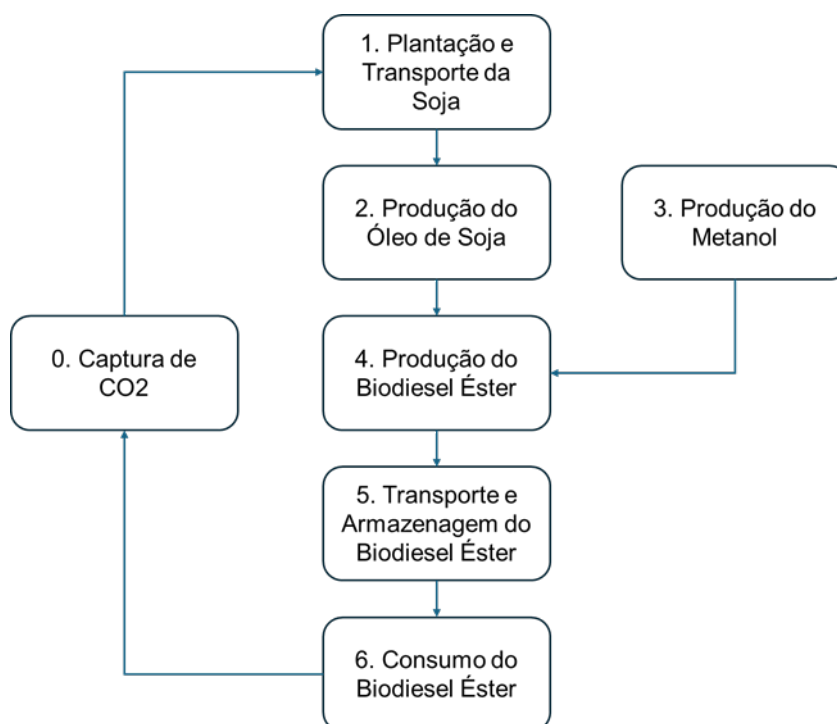 1. Plantação e
Transporte da
Soja
2. Produção do
Óleo de Soja
3. Produção do
Metanol
0. Captura de
CO2
4. Produção do
Biodiesel Éster
5. Transporte e
Armazenagem do
Biodiesel Éster
6. Consumo do
Biodiesel Éster